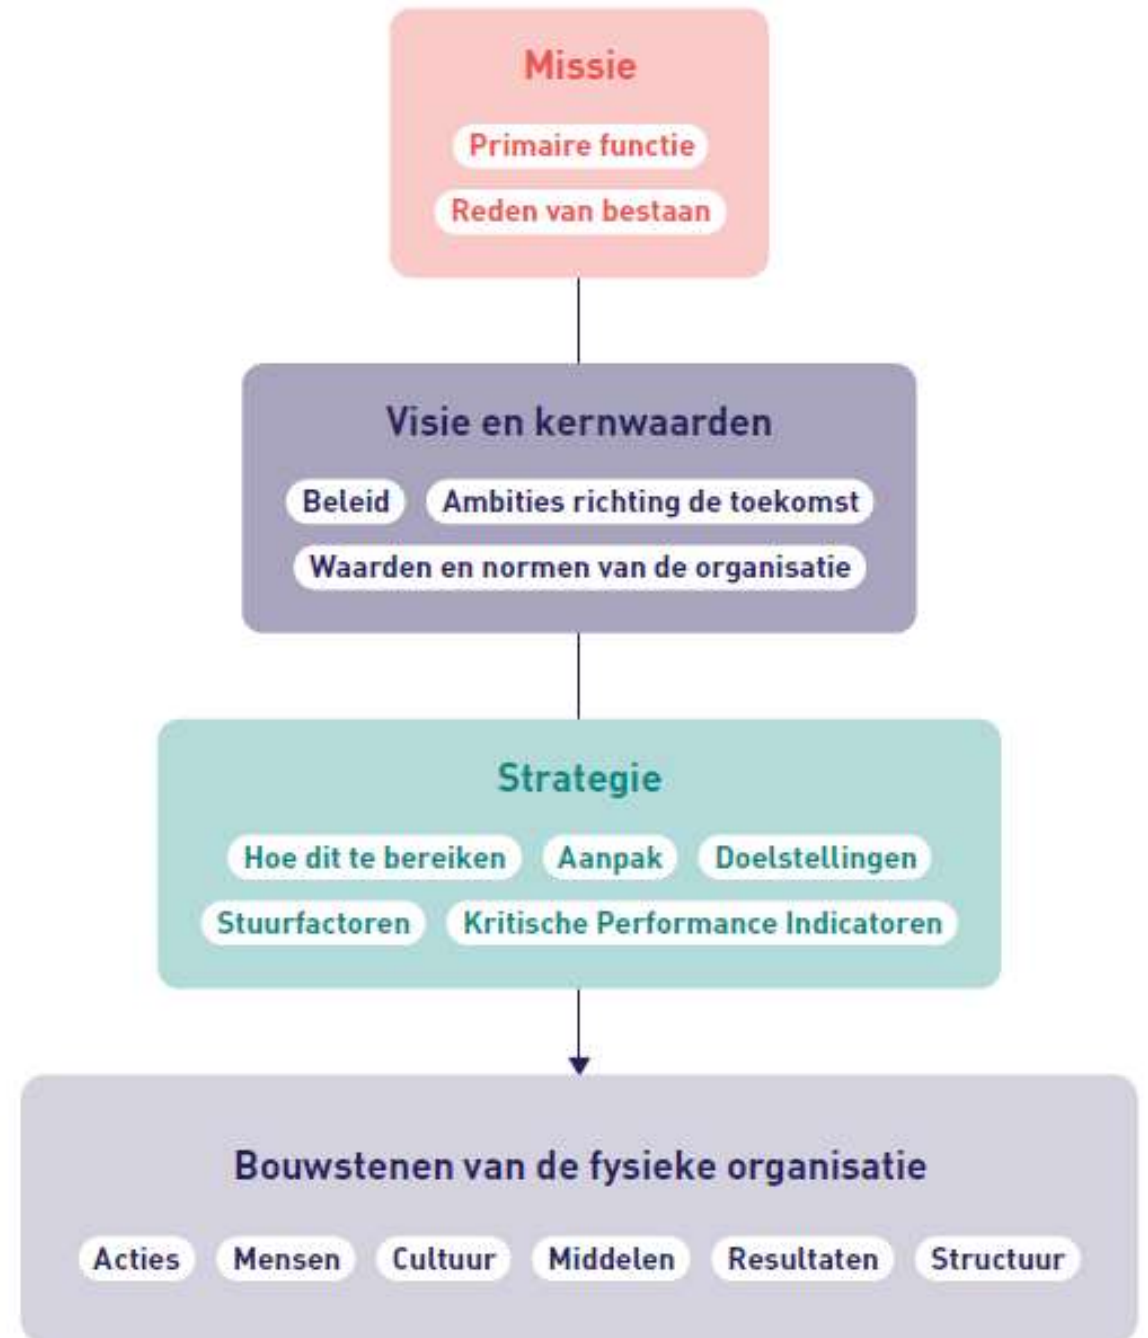 Missie
Primaire functie
Reden van bestaan
Visie en kernwaarden
Beleid Ambities richting de toekomst
Waarden en normen van de organisatie
Strategie
Hoe dit te bereiken Aanpak Doelstellingen
Stuurfactoren Kritische Performance Indicatoren
Bouwstenen van de fysieke organisatie
Acties Mensen Cultuur Middelen Resultaten Structuur